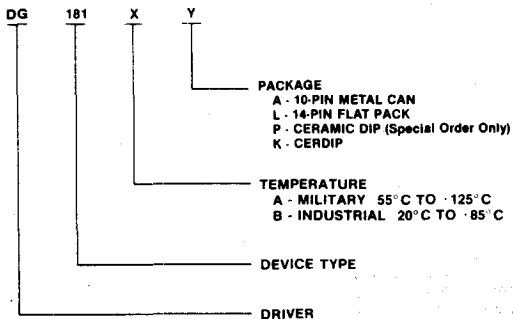 DG 181 X Y
PACKAGE
A - 10-PIN METAL CAN
L - 14-PIN FLAT PACK
P - CERAMIC DIP (Special Order Only)
K - CERDIP
TEMPERATURE
A - MILITARY 55°C TO ·125°C
B - INDUSTRIAL 20°C TO ·85°C
DEVICE TYPE
DRIVER